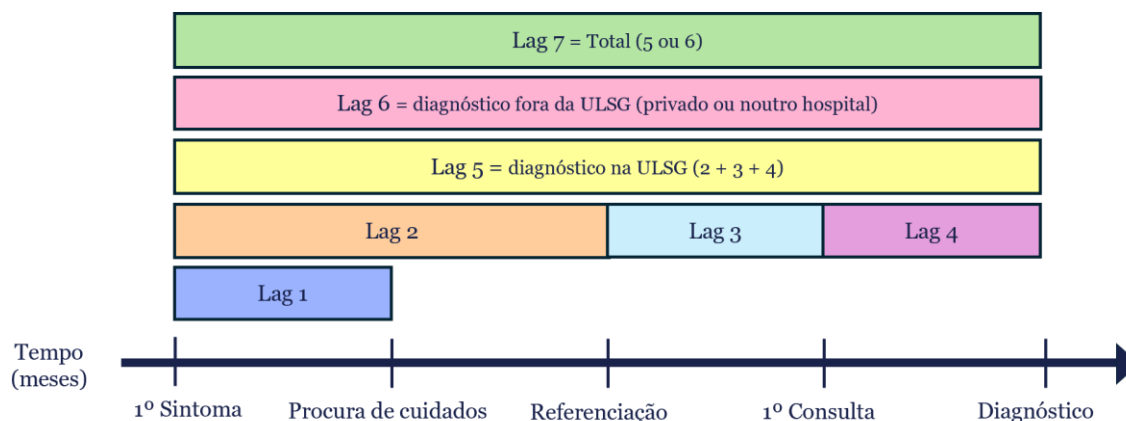 Lag 7 = Total (5 ou 6)
Lag 6 = diagnóstico fora da ULSG (privado ou noutro hospital)
Lag 5 = diagnóstico na ULSG (2 + 3 + 4)
Lag 2 Lag 3 Lag 4
Lag 1
Tempo
(meses)
1º Sintoma Procura de cuidados Referenciação 1º Consulta Diagnóstico